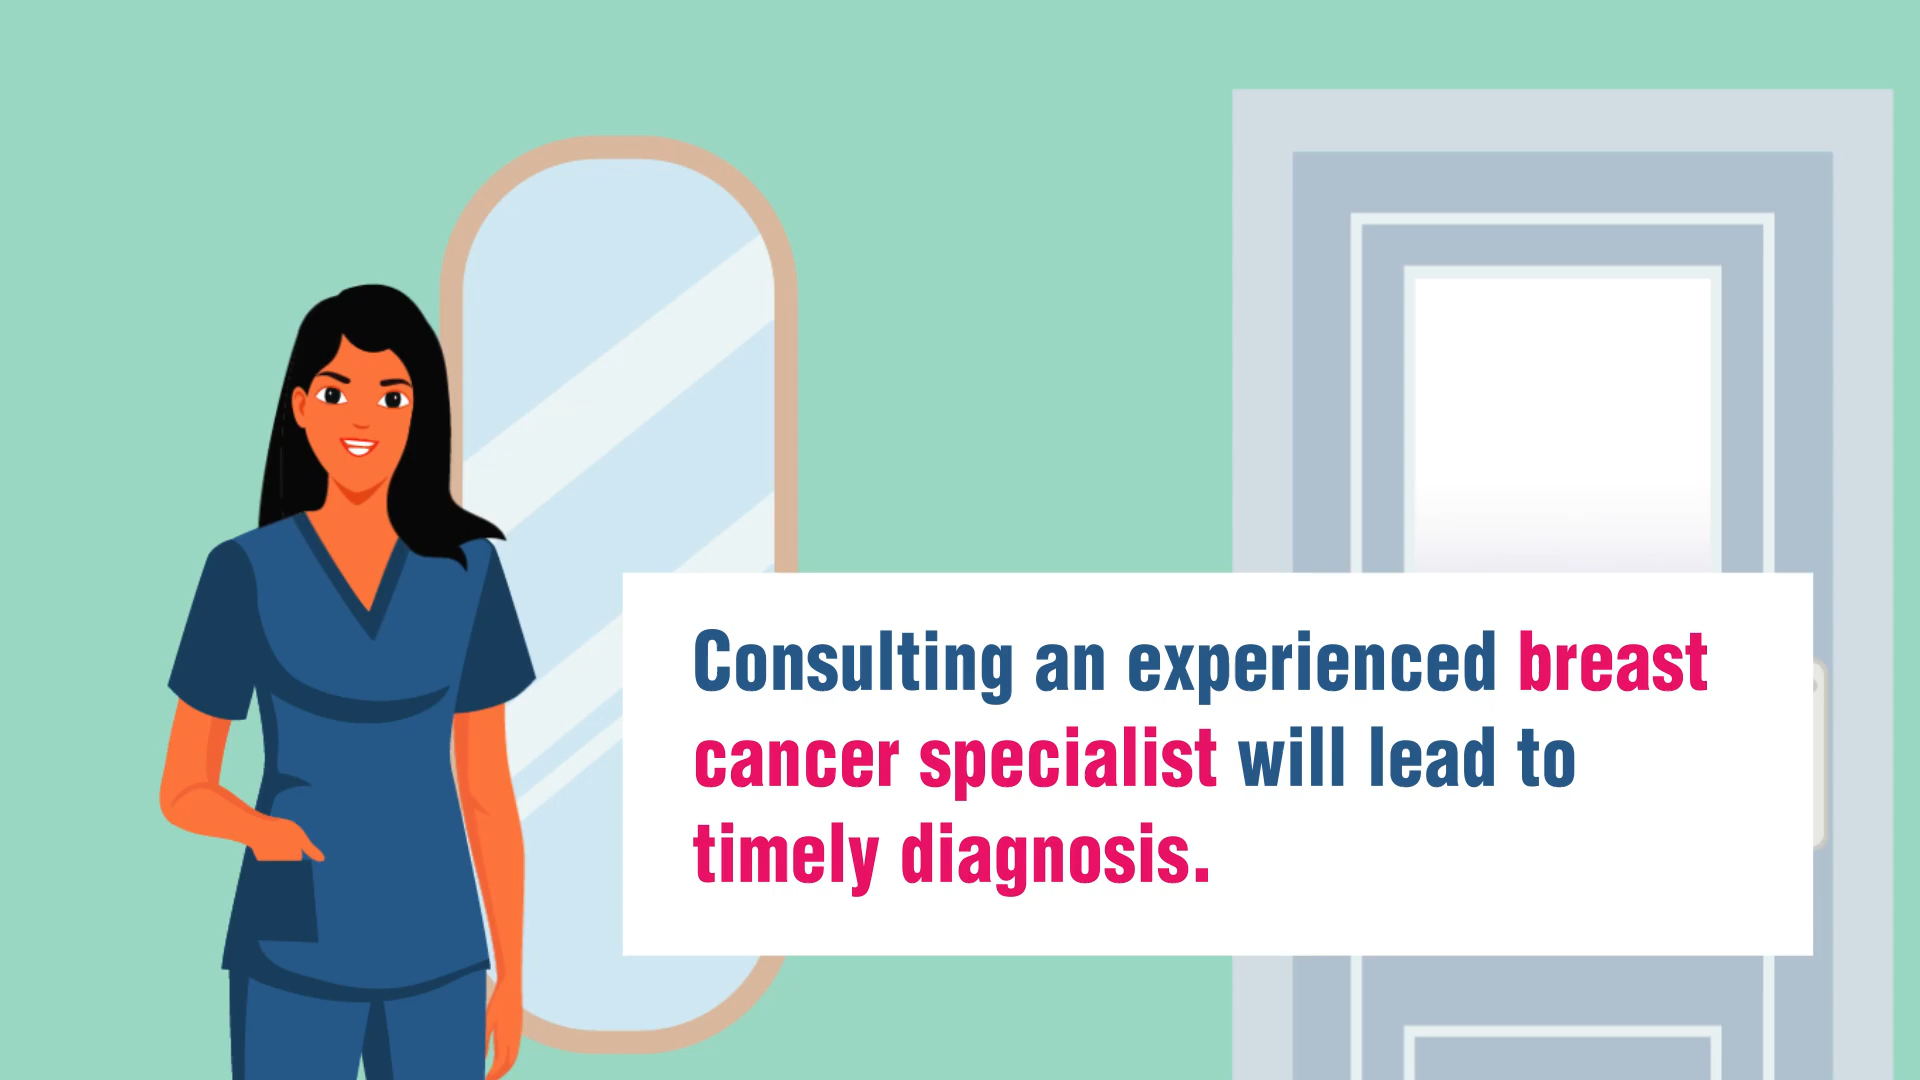 Consulting an experienced breast
cancer specialist will lead to
timely diagnosis.